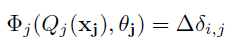 Φ_j(Q_j(𝐱_𝐣), θ_𝐣) = Δδ_{i,j}